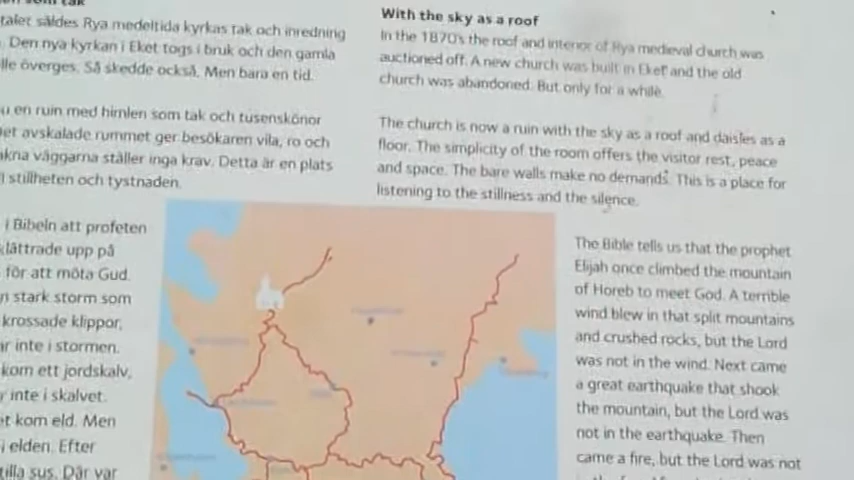 talet såldes Rya medeltida kyrkas tak och inredning
. Den nya kyrkan i Eket togs i bruk och den gamla
lle överges. Så skedde också. Men bara en tid.
u en ruin med himlen som tak och tusenskönor
et avskalade rummet ger besökaren vila, ro och
akna väggarna ställer inga krav. Detta är en plats
l stillheten och tystnaden.
i Bibeln att profeten
klättrade upp på
för att möta Gud.
n stark storm som
krossade klippor,
ar inte i stormen.
kom ett jordskalv,
r inte i skalvet.
et kom eld. Men
i elden. Efter
tilla sus. Där var
With the sky as a roof
In the 1870's the roof and interior of Rya medieval church was
auctioned off. A new church was built in Eket and the old
church was abandoned. But only for a while.
The church is now a ruin with the sky as a roof and daisies as a
floor. The simplicity of the room offers the visitor rest, peace
and space. The bare walls make no demands. This is a place for
listening to the stillness and the silence.
The Bible tells us that the prophet
Elijah once climbed the mountain
of Horeb to meet God. A terrible
wind blew in that split mountains
and crushed rocks, but the Lord
was not in the wind. Next came
a great earthquake that shook
the mountain, but the Lord was
not in the earthquake. Then
came a fire, but the Lord was not